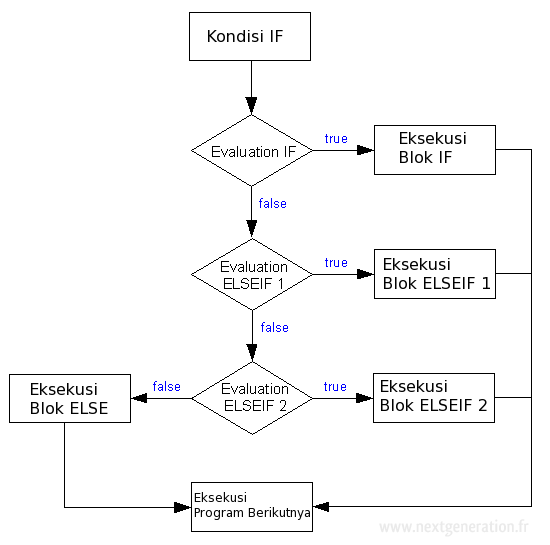 Kondisi IF
Evaluation IF
true
Eksekusi
Blok IF
false
Evaluation
ELSEIF 1
true
Eksekusi
Blok ELSEIF 1
false
Evaluation
ELSEIF 2
true
Eksekusi
Blok ELSEIF 2
false
Eksekusi
Blok ELSE
Eksekusi
Program Berikutnya
www.nextgeneration.fr